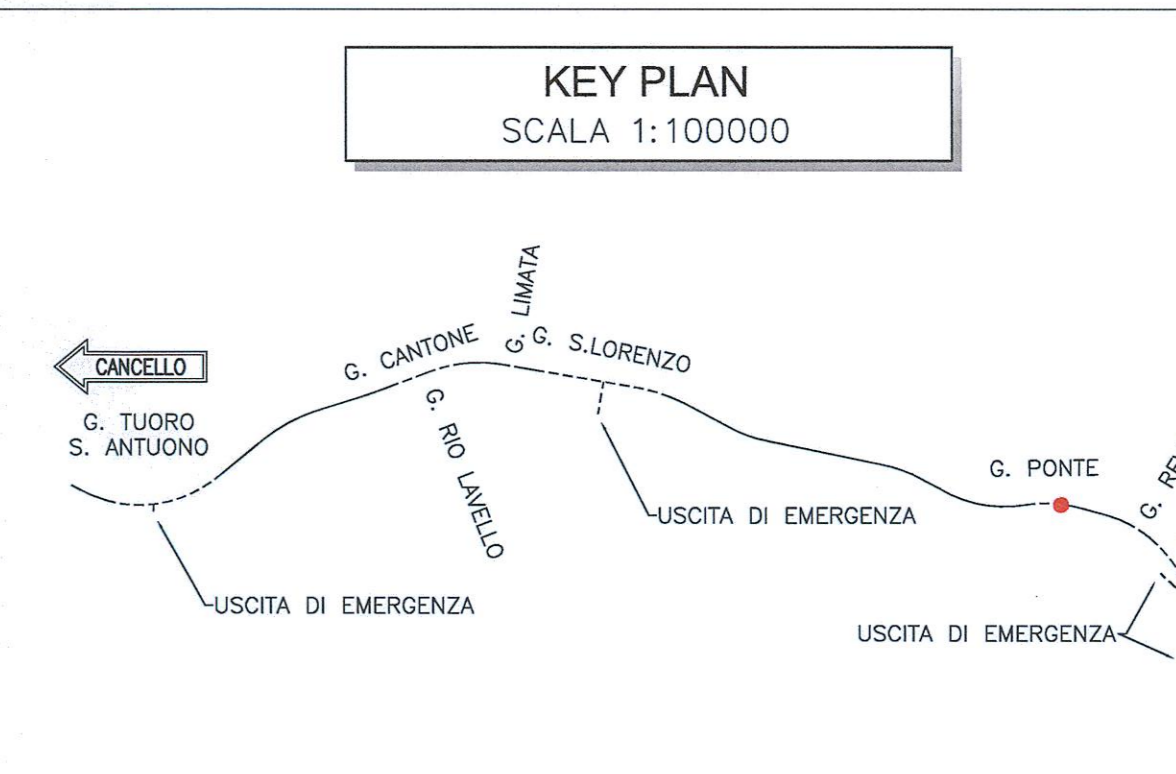 KEY PLAN
SCALA 1:100000
CANCELLO
G. TUORO
S. ANTUONO
G. CANTONE
G. LIMATA
G. S.LORENZO
G. RIO LAVELLO
G. PONTE
G.
USCITA DI EMERGENZA
USCITA DI EMERGENZA
USCITA DI EMERGENZA